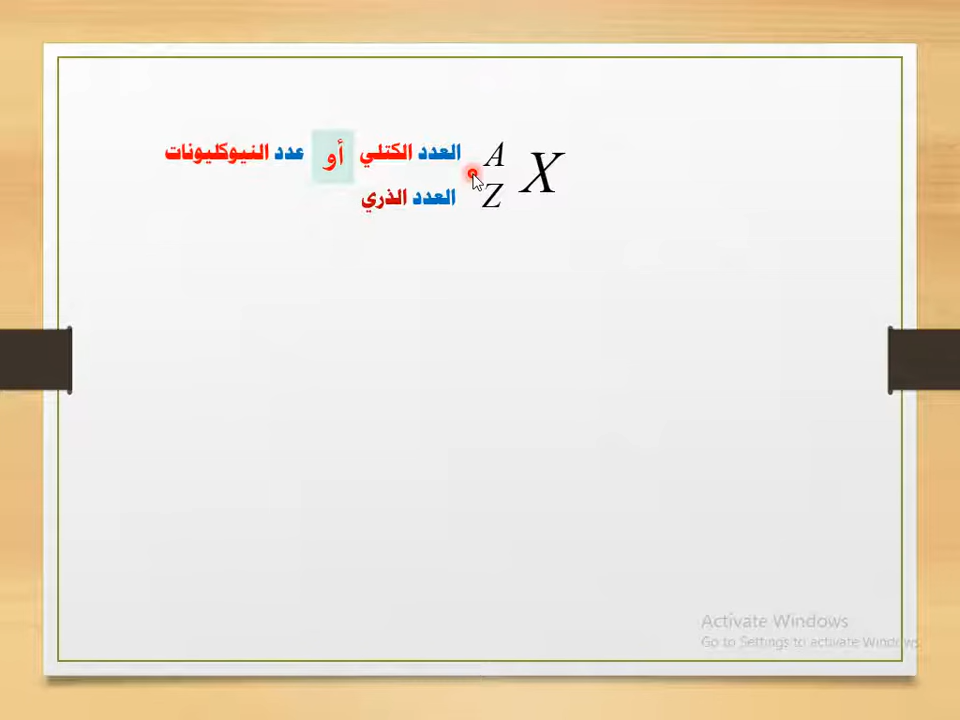 A العدد الكتلي أو عدد النيوكليونات
X
Z العدد الذري
Activate Windows
Go to Settings to activate Windows.